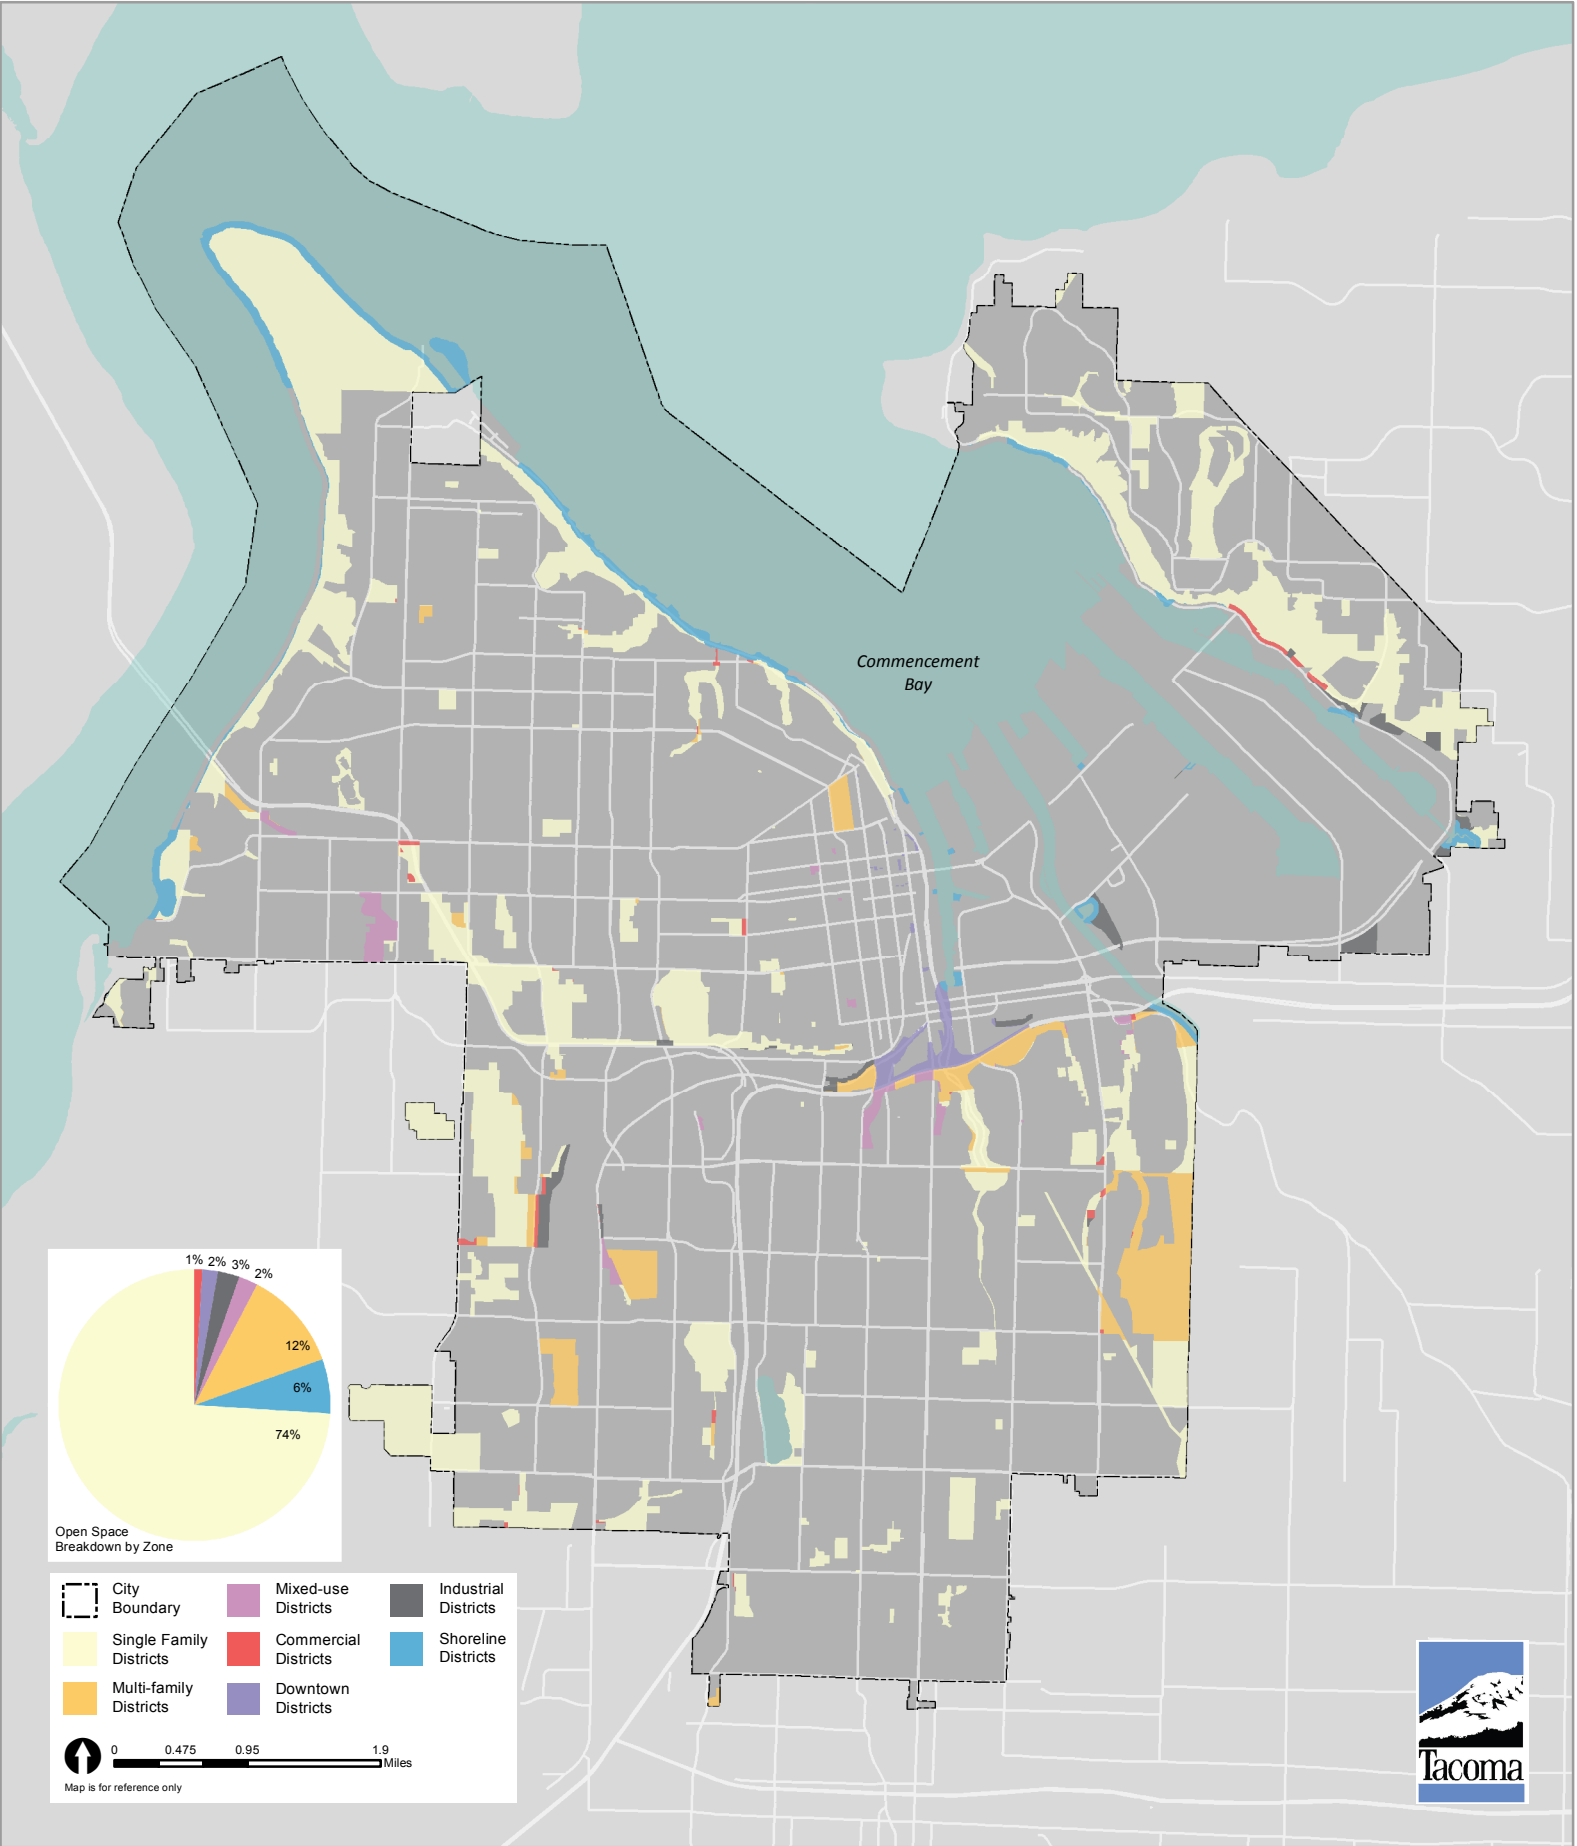 Commencement
Bay
1%
2%
3%
2%
12%
6%
74%
Open Space
Breakdown by Zone
City
Boundary
Single Family
Districts
Multi-family
Districts
Mixed-use
Districts
Commercial
Districts
Downtown
Districts
Industrial
Districts
Shoreline
Districts
0 0.475 0.95 1.9
Miles
Map is for reference only
Tacoma